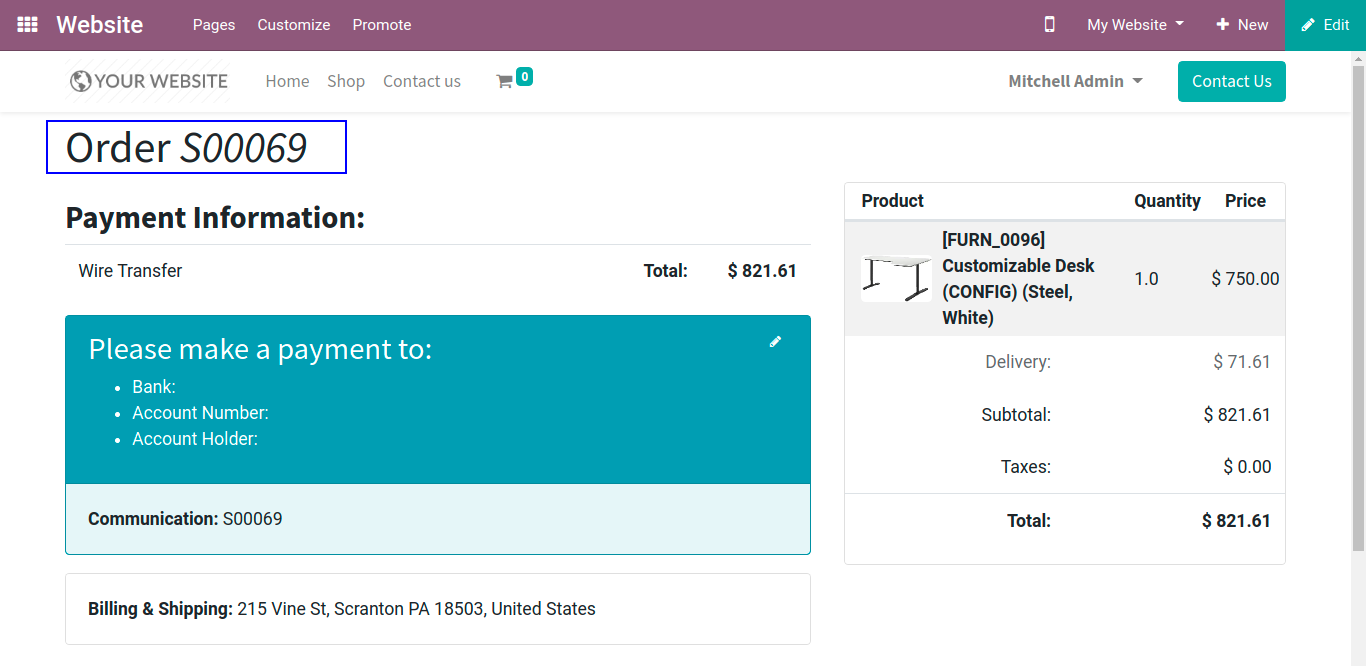 Website Pages Customize Promote My Website New Edit
YOUR WEBSITE Home Shop Contact us 0 Mitchell Admin Contact Us
Order S00069
Payment Information:
Wire Transfer Total: $ 821.61
Please make a payment to:
• Bank:
• Account Number:
• Account Holder:
Communication: S00069
Billing & Shipping: 215 Vine St, Scranton PA 18503, United States
Product Quantity Price
[FURN_0096]
Customizable Desk
(CONFIG) (Steel,
White)
1.0 $ 750.00
Delivery: $ 71.61
Subtotal: $ 821.61
Taxes: $ 0.00
Total: $ 821.61